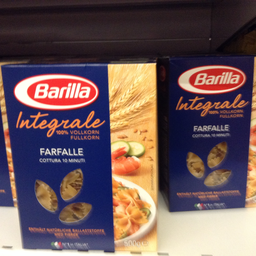 Barilla
Integrale
100% VOLLKORN
FULLKORN
FARFALLE
COTTURA 10 MINUTI
500g
Barilla
Integrale
100% VOLLKORN
FULLKORN
FARFALLE
COTTURA 10 MINUTI